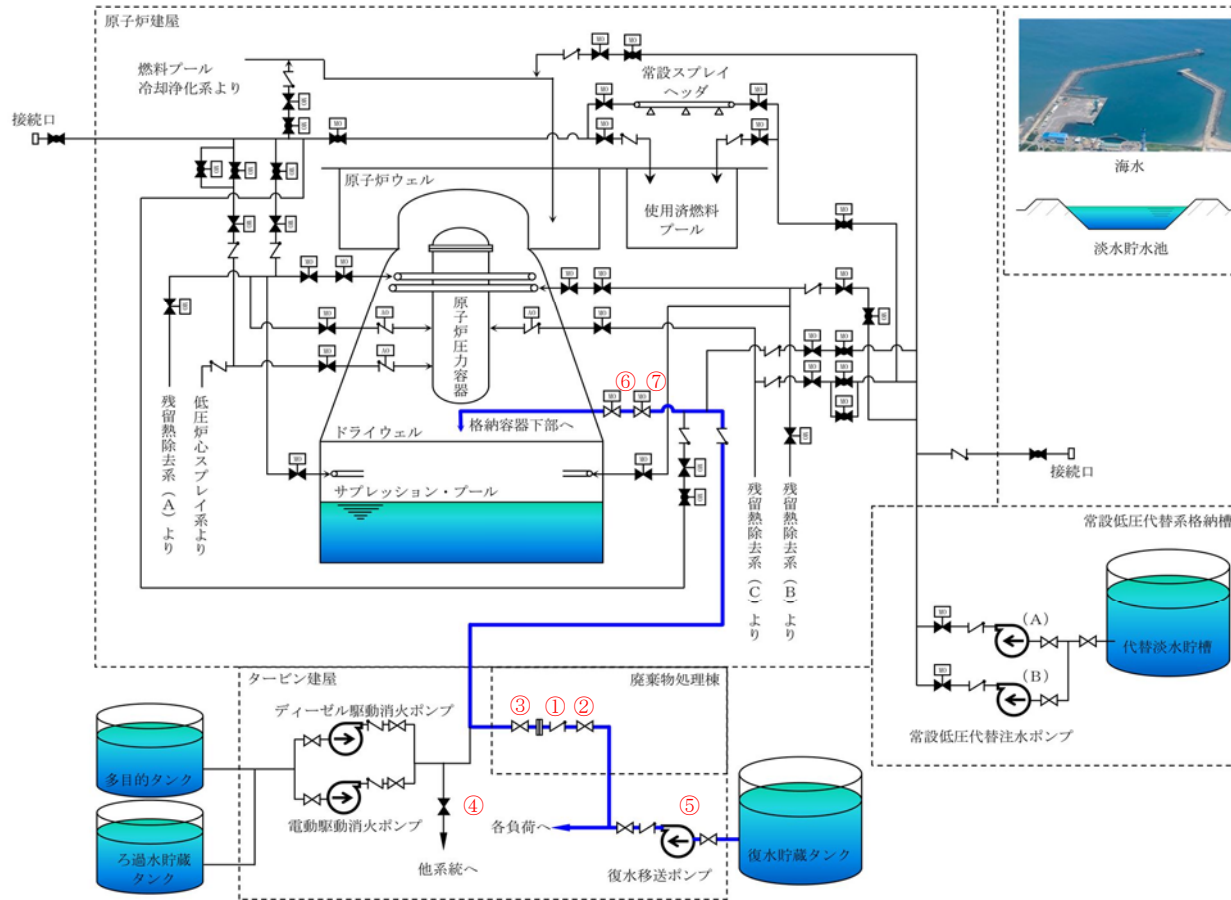 原子炉建屋
燃料プール
冷却浄化系より
常設スプレイ
ヘッダ
接続口
原子炉ウェル
使用済燃料
プール
海水
淡水貯水池
原子炉圧力容器
⑥
⑦
格納容器下部へ
ドライウェル
サプレッション・プール
残留熱除去系(A)より
低圧炉心スプレイ系より
残留熱除去系(C)より
残留熱除去系(B)より
接続口
常設低圧代替系格納槽
(A)
代替淡水貯槽
(B)
常設低圧代替注水ポンプ
タービン建屋
廃棄物処理棟
ディーゼル駆動消火ポンプ
③
①
②
多目的タンク
電動駆動消火ポンプ
④
⑤
各負荷へ
復水貯蔵タンク
ろ過水貯蔵
タンク
他系統へ
復水移送ポンプ